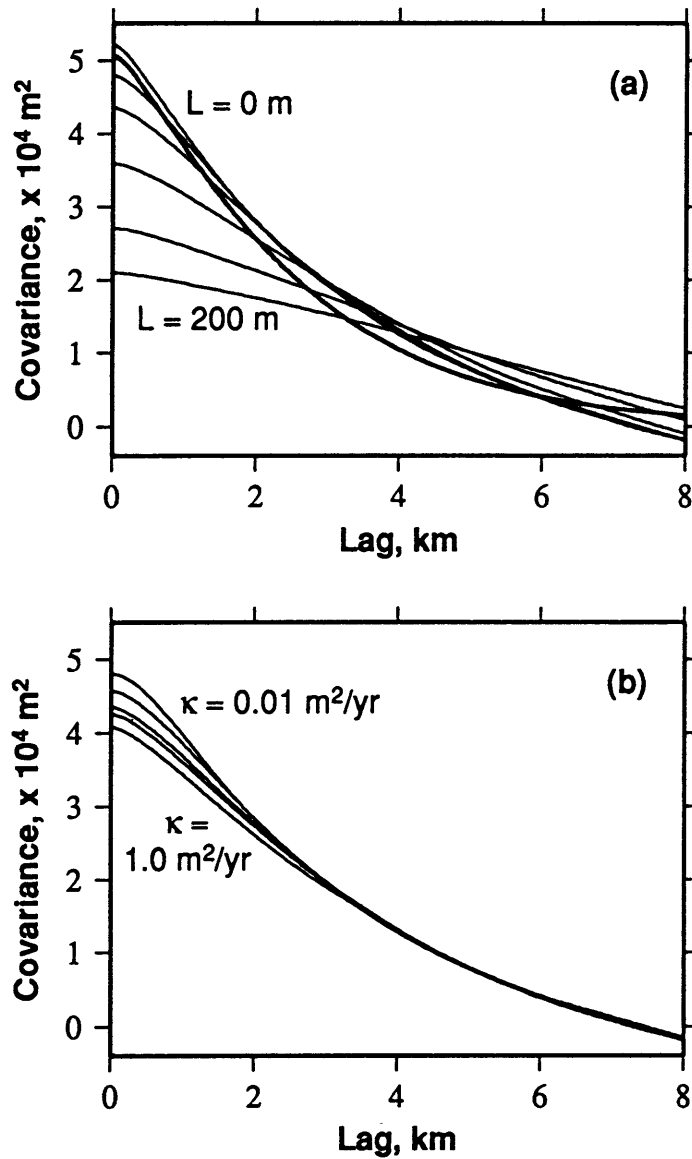 (a)
L = 0 m
L = 200 m
Covariance, x 10⁴ m²
5
4
3
2
1
0
0 2 4 6 8
Lag, km
(b)
κ = 0.01 m²/yr
κ =
1.0 m²/yr
Covariance, x 10⁴ m²
5
4
3
2
1
0
0 2 4 6 8
Lag, km